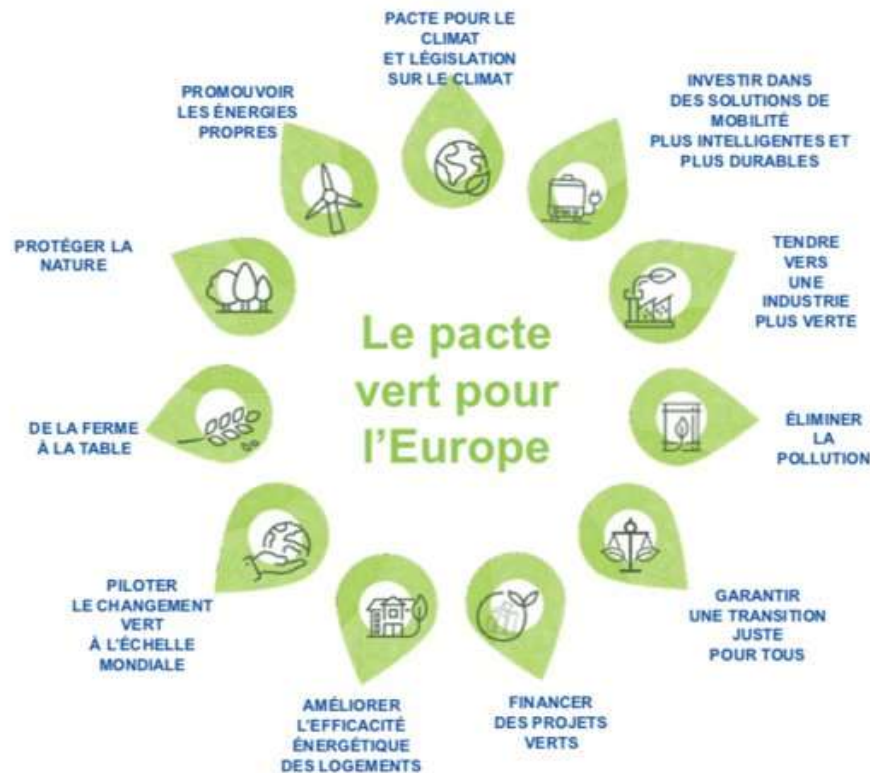 PACTE POUR LE
CLIMAT
ET LÉGISLATION
SUR LE CLIMAT
INVESTIR DANS
DES SOLUTIONS DE
MOBILITÉ
PLUS INTELLIGENTES ET
PLUS DURABLES
TENDRE
VERS
UNE
INDUSTRIE
PLUS VERTE
ÉLIMINER
LA
POLLUTION
GARANTIR
UNE TRANSITION
JUSTE
POUR TOUS
FINANCER
DES PROJETS
VERTS
AMÉLIORER
L'EFFICACITÉ
ÉNERGÉTIQUE
DES LOGEMENTS
PILOTER
LE CHANGEMENT
VERT
À L'ÉCHELLE
MONDIALE
DE LA FERME
À LA TABLE
PROTÉGER LA
NATURE
PROMOUVOIR
LES ÉNERGIES
PROPRES
Le pacte
vert pour
l'Europe